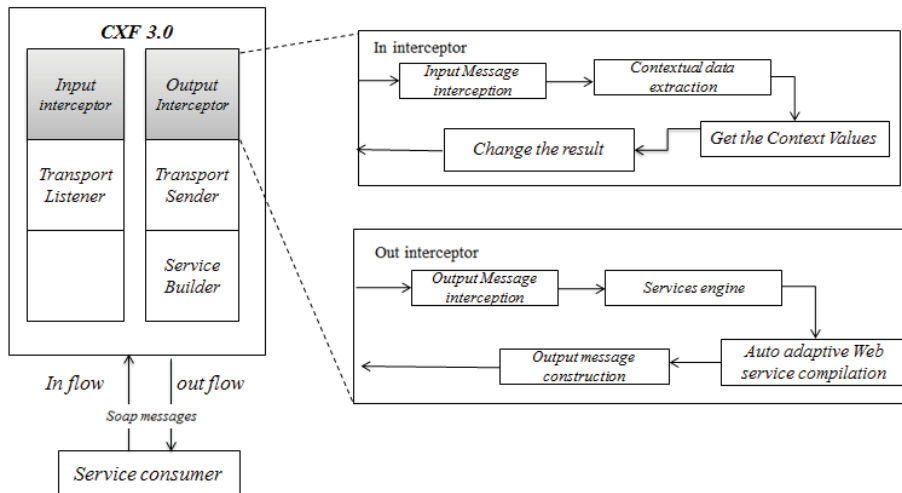 CXF 3.0
Input
interceptor
Output
Interceptor
Transport
Listener
Transport
Sender
Service
Builder
In flow
out flow
Soap messages
Service consumer
In interceptor
Input Message
interception
Contextual data
extraction
Get the Context Values
Change the result
Out interceptor
Output Message
interception
Services engine
Auto adaptive Web
service compilation
Output message
construction